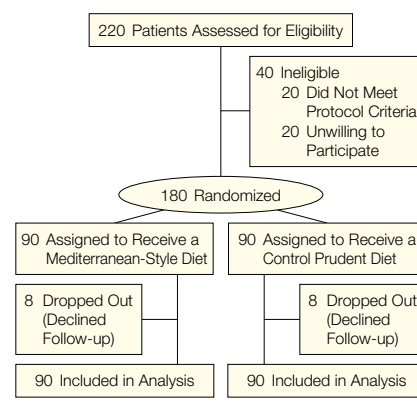 220 Patients Assessed for Eligibility
40 Ineligible
20 Did Not Meet
Protocol Criteria
20 Unwilling to
Participate
180 Randomized
90 Assigned to Receive a
Mediterranean-Style Diet
90 Assigned to Receive a
Control Prudent Diet
8 Dropped Out
(Declined
Follow-up)
8 Dropped Out
(Declined
Follow-up)
90 Included in Analysis
90 Included in Analysis